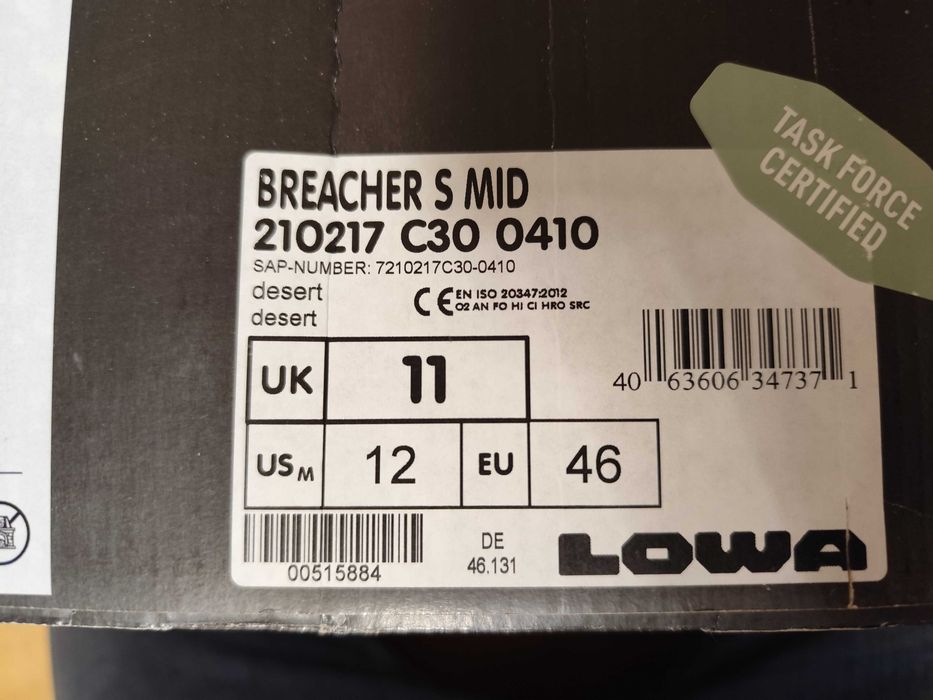 TASK FORCE
CERTIFIED
BREACHER S MID
210217 C30 0410
SAP-NUMBER: 7210217C30-0410
desert
desert
CE EN ISO 20347:2012
O2 AN FO HI CI HRO SRC
UK 11
40 63606 34737 1
USM 12 EU 46
00515884
DE
46.131
LOWA